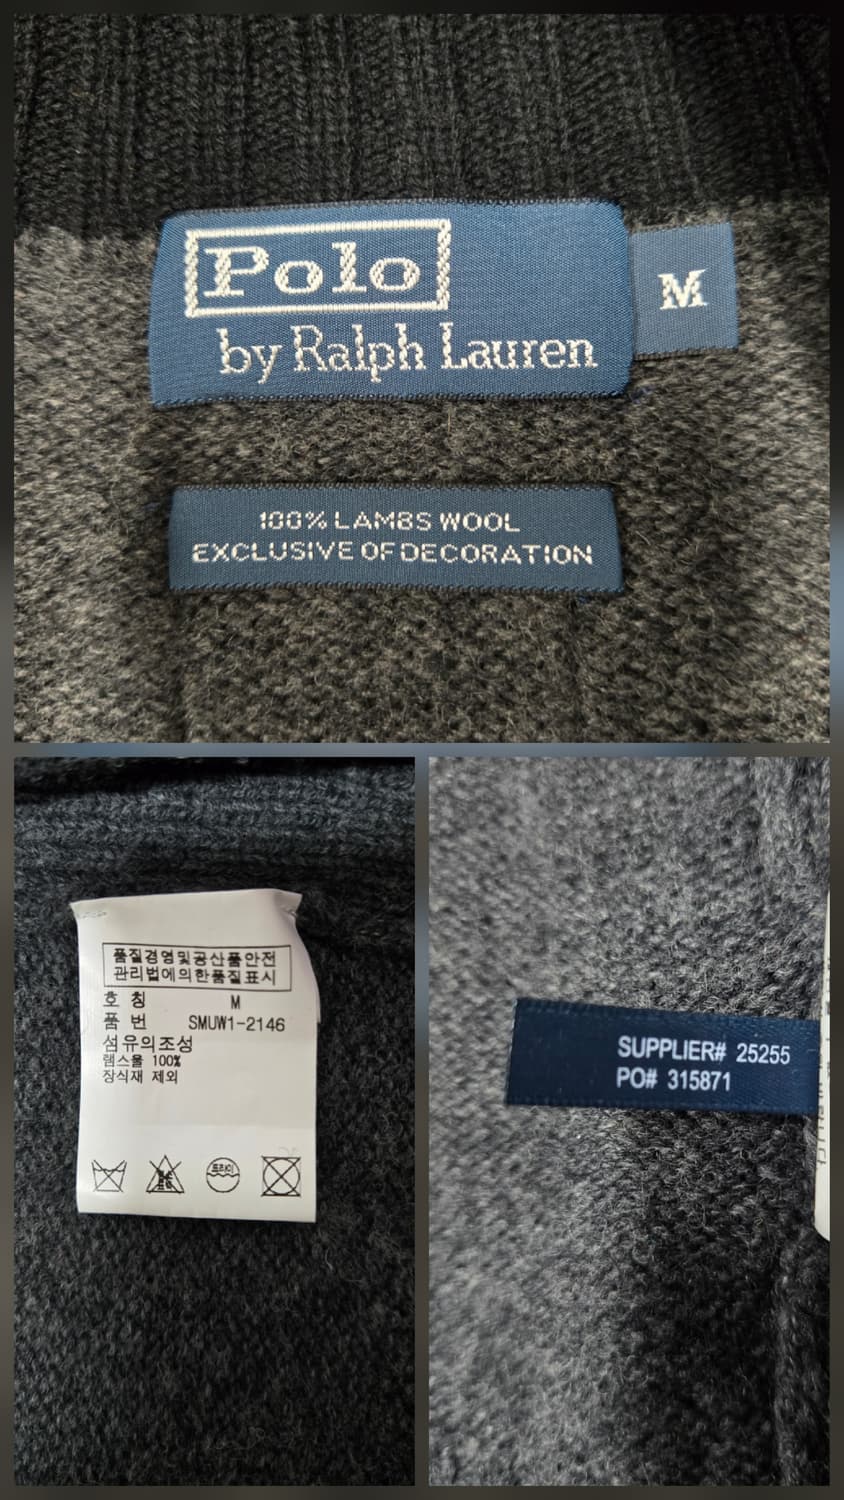 Polo
by Ralph Lauren
M
100% LAMBS WOOL
EXCLUSIVE OF DECORATION
품질경영및공산품안전
관리법에의한품질표시
호 칭 M
품 번 SMUW1-2146
섬유의조성
램스울 100%
장식재 제외
드라이
SUPPLIER# 25255
PO# 315871